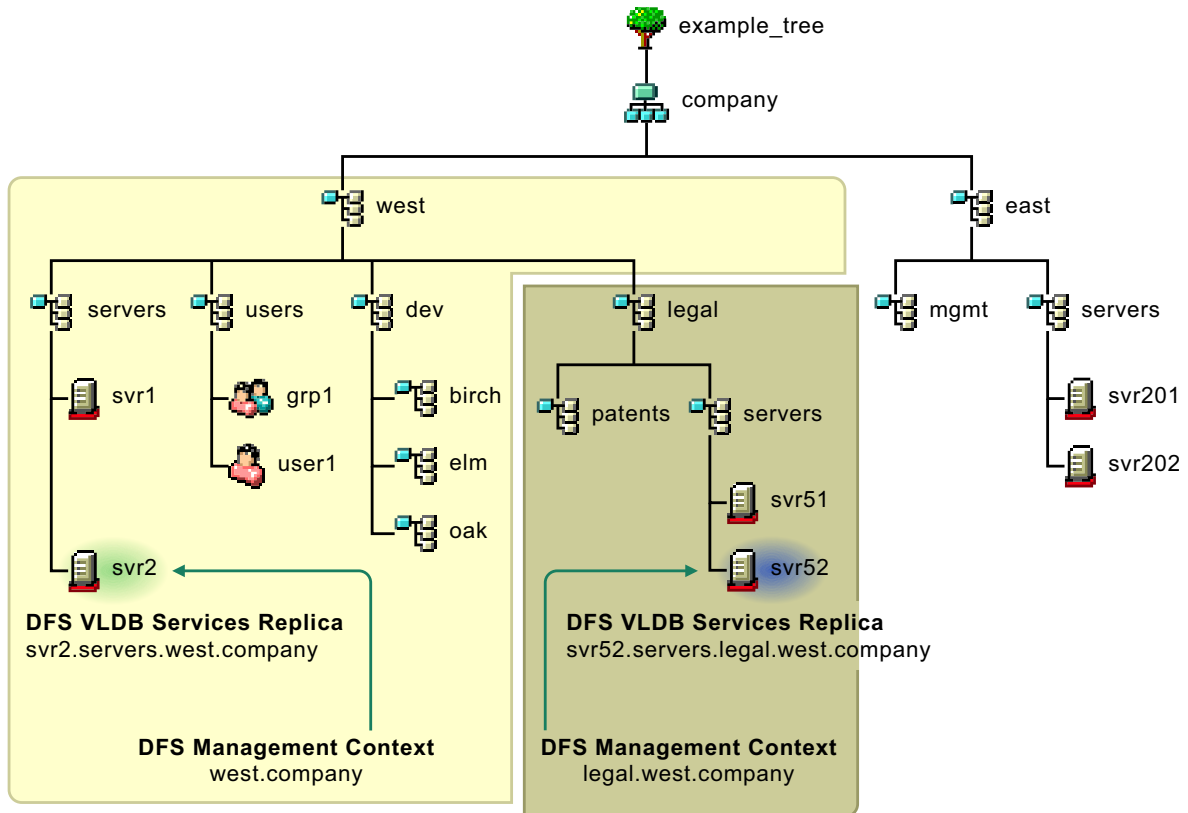 example_tree
company
west
east
servers
users
dev
legal
mgmt
servers
svr1
grp1
birch
patents
servers
svr201
user1
elm
svr202
svr51
oak
svr2
svr52
DFS VLDB Services Replica
svr2.servers.west.company
DFS VLDB Services Replica
svr52.servers.legal.west.company
DFS Management Context
west.company
DFS Management Context
legal.west.company